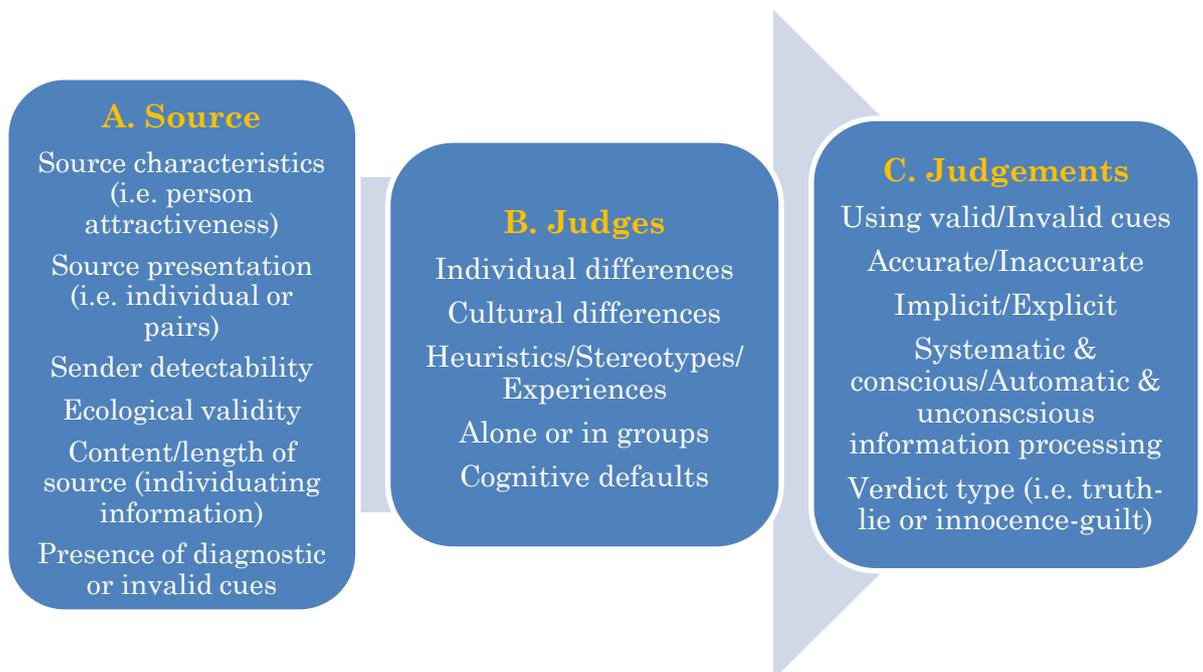 A. Source
Source characteristics
(i.e. person
attractiveness)
Source presentation
(i.e. individual or
pairs)
Sender detectability
Ecological validity
Content/length of
source (individuating
information)
Presence of diagnostic
or invalid cues
B. Judges
Individual differences
Cultural differences
Heuristics/Stereotypes/
Experiences
Alone or in groups
Cognitive defaults
C. Judgements
Using valid/Invalid cues
Accurate/Inaccurate
Implicit/Explicit
Systematic &
conscious/Automatic &
unconscsious
information processing
Verdict type (i.e. truth-
lie or innocence-guilt)